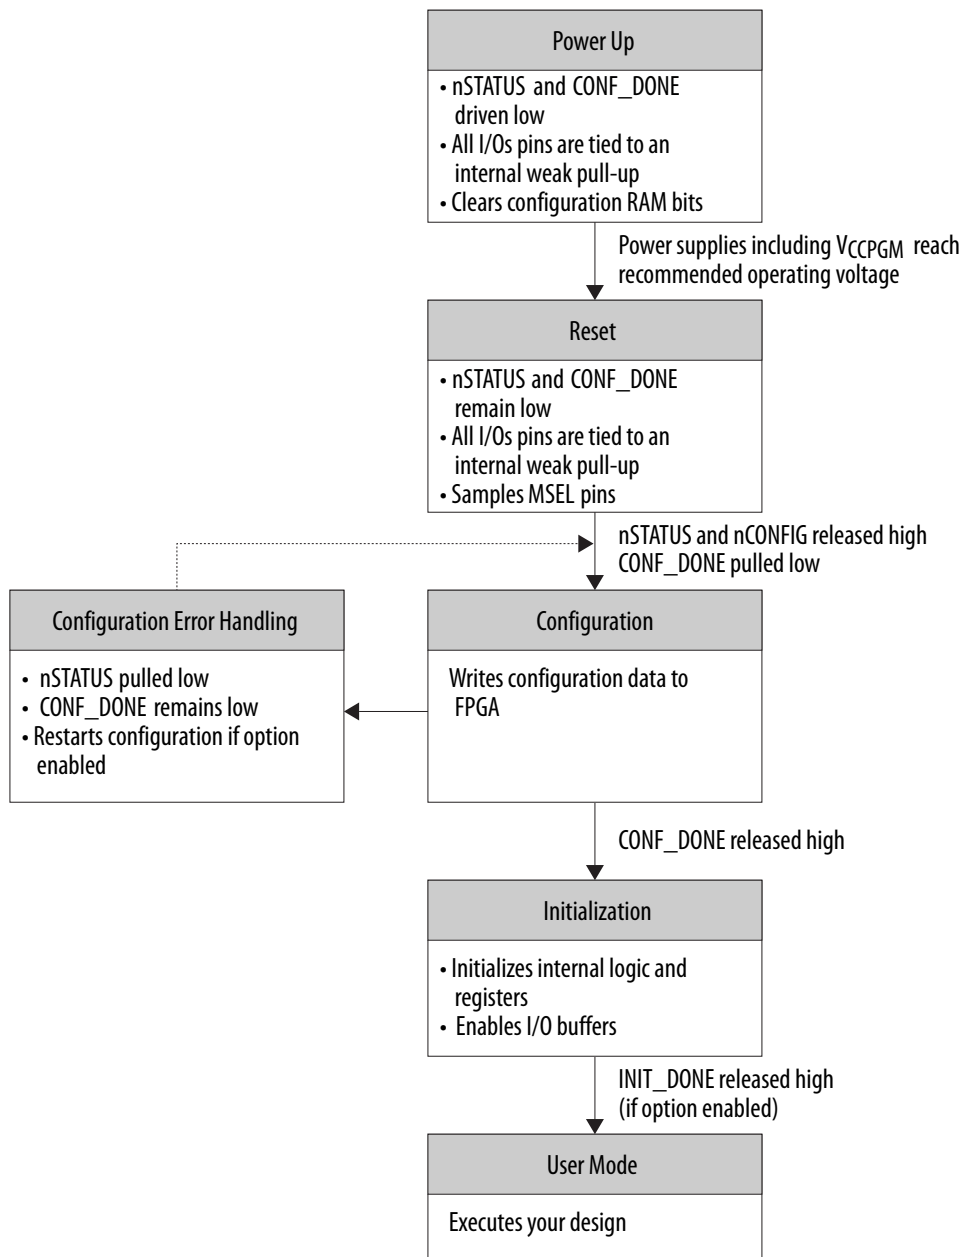 Power Up
• nSTATUS and CONF_DONE
driven low
• All I/Os pins are tied to an
internal weak pull-up
• Clears configuration RAM bits
Power supplies including VCCPGM reach
recommended operating voltage
Reset
• nSTATUS and CONF_DONE
remain low
• All I/Os pins are tied to an
internal weak pull-up
• Samples MSEL pins
nSTATUS and nCONFIG released high
CONF_DONE pulled low
Configuration Error Handling
• nSTATUS pulled low
• CONF_DONE remains low
• Restarts configuration if option
enabled
Configuration
Writes configuration data to
FPGA
CONF_DONE released high
Initialization
• Initializes internal logic and
registers
• Enables I/O buffers
INIT_DONE released high
(if option enabled)
User Mode
Executes your design